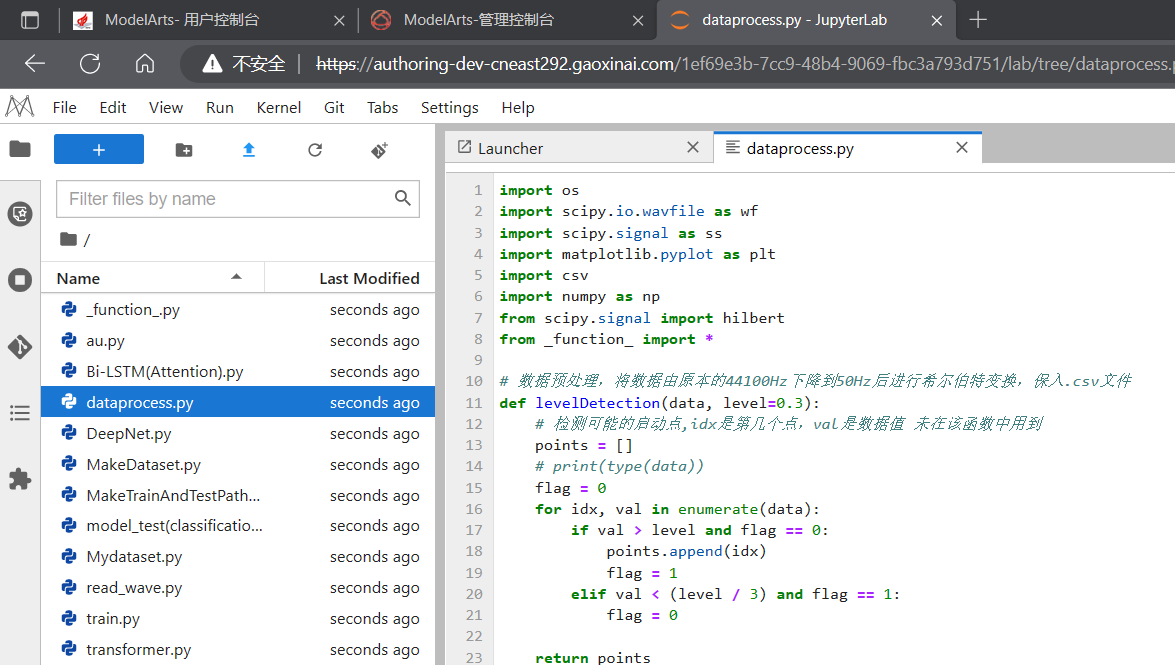 ModelArts- 用户控制台
ModelArts-管理控制台
dataprocess.py - JupyterLab
不安全
https://authoring-dev-cneast292.gaoxinai.com/1ef69e3b-7cc9-48b4-9069-fbc3a793d751/lab/tree/dataprocess.
File Edit View Run Kernel Git Tabs Settings Help
Launcher
dataprocess.py
Filter files by name
/
Name Last Modified
_function_.py seconds ago
au.py seconds ago
Bi-LSTM(Attention).py seconds ago
dataprocess.py seconds ago
DeepNet.py seconds ago
MakeDataset.py seconds ago
MakeTrainAndTestPath... seconds ago
model_test(classificatio... seconds ago
Mydataset.py seconds ago
read_wave.py seconds ago
train.py seconds ago
transformer.py seconds ago
1 import os
2 import scipy.io.wavfile as wf
3 import scipy.signal as ss
4 import matplotlib.pyplot as plt
5 import csv
6 import numpy as np
7 from scipy.signal import hilbert
8 from _function_ import *
9
10 # 数据预处理，将数据由原本的44100Hz下降到50Hz后进行希尔伯特变换，保入.csv文件
11 def levelDetection(data, level=0.3):
12     # 检测可能的启动点,idx是第几个点，val是数据值 未在该函数中用到
13     points = []
14     # print(type(data))
15     flag = 0
16     for idx, val in enumerate(data):
17         if val > level and flag == 0:
18             points.append(idx)
19             flag = 1
20         elif val < (level / 3) and flag == 1:
21             flag = 0
22
23     return points